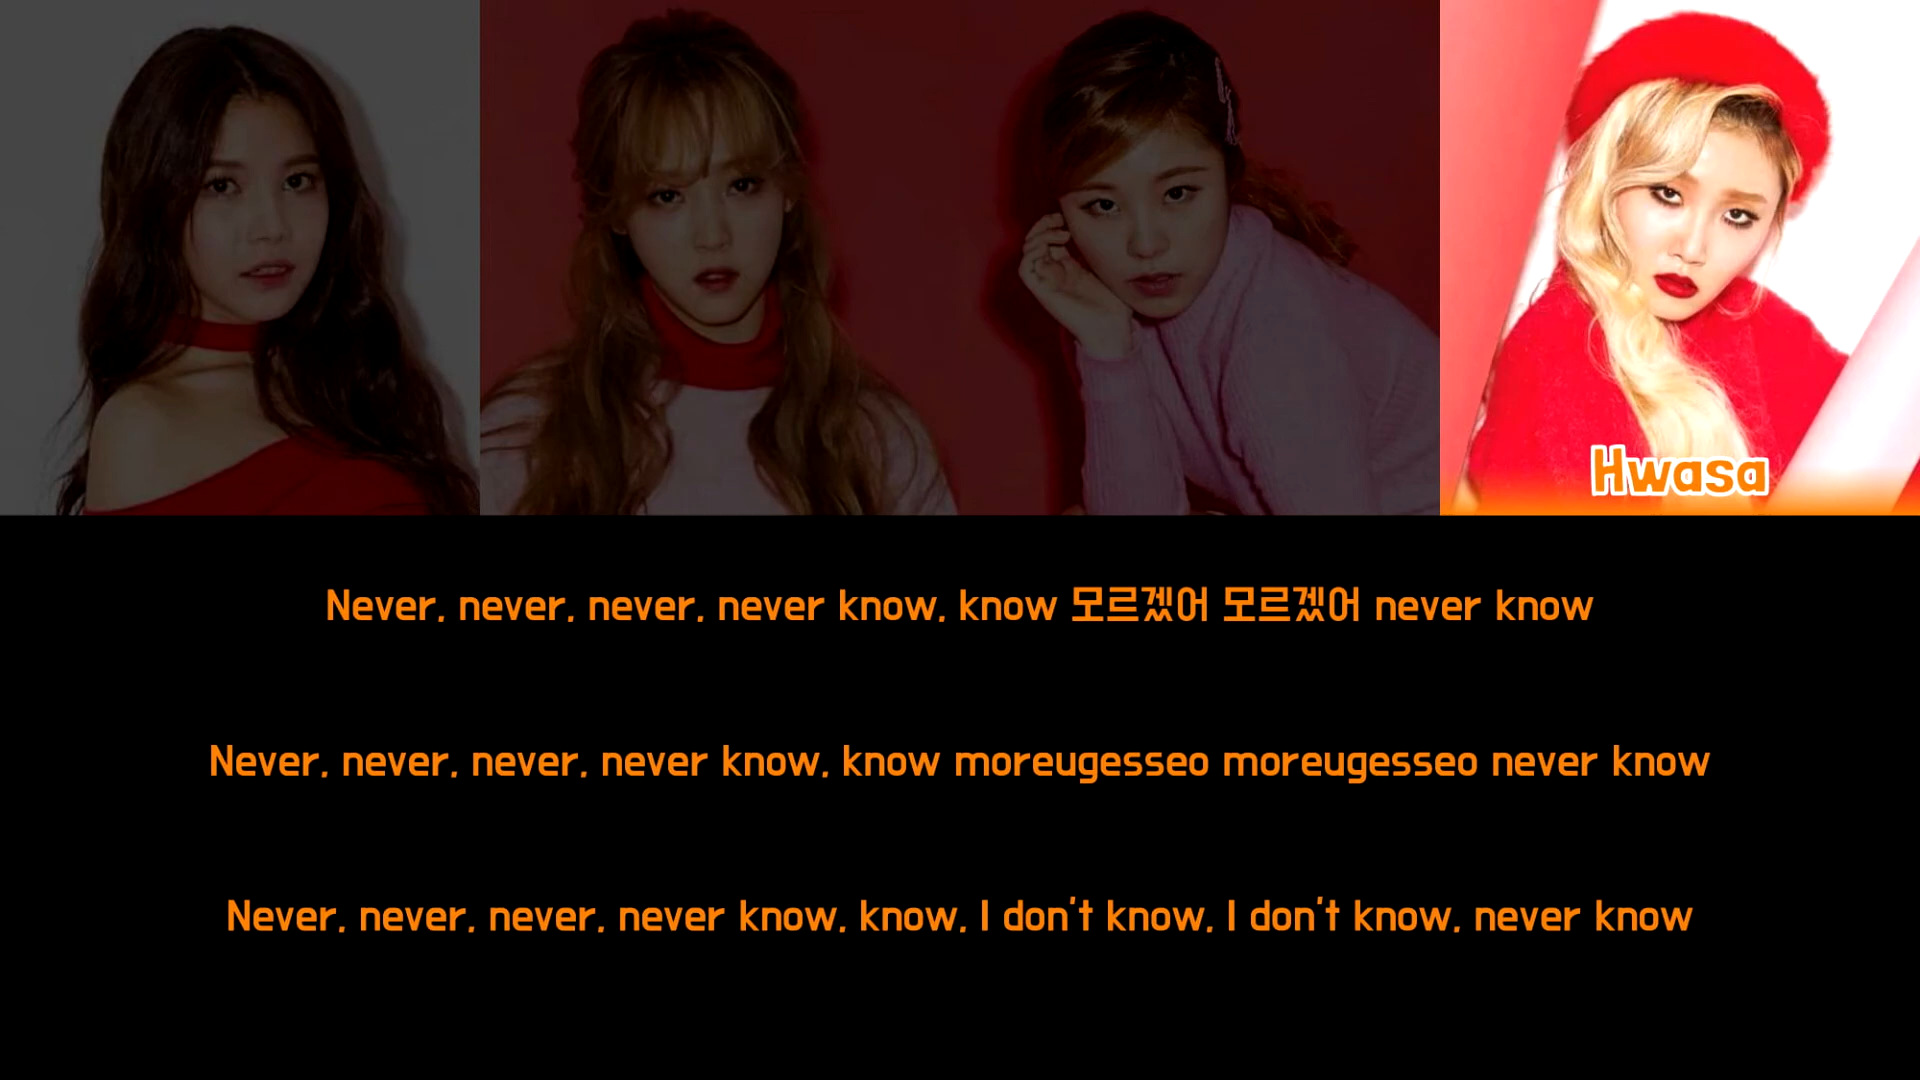 Hwasa
Never, never, never, never know, know 모르겠어 모르겠어 never know
Never, never, never, never know, know moreugesseo moreugesseo never know
Never, never, never, never know, know, I don't know, I don't know, never know